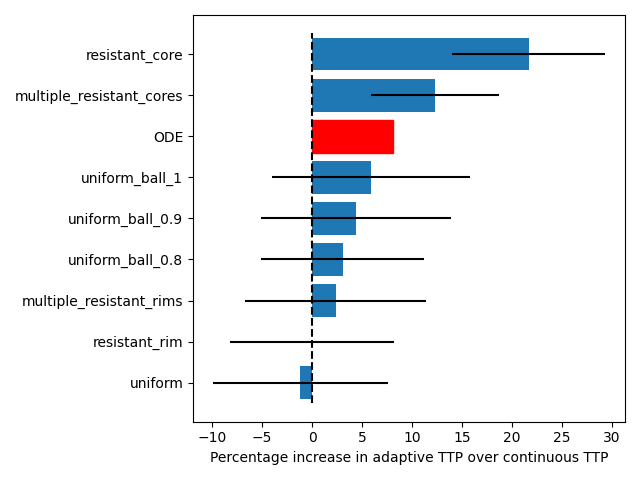 resistant_core
multiple_resistant_cores
ODE
uniform_ball_1
uniform_ball_0.9
uniform_ball_0.8
multiple_resistant_rims
resistant_rim
uniform
−10 −5 0 5 10 15 20 25 30
Percentage increase in adaptive TTP over continuous TTP